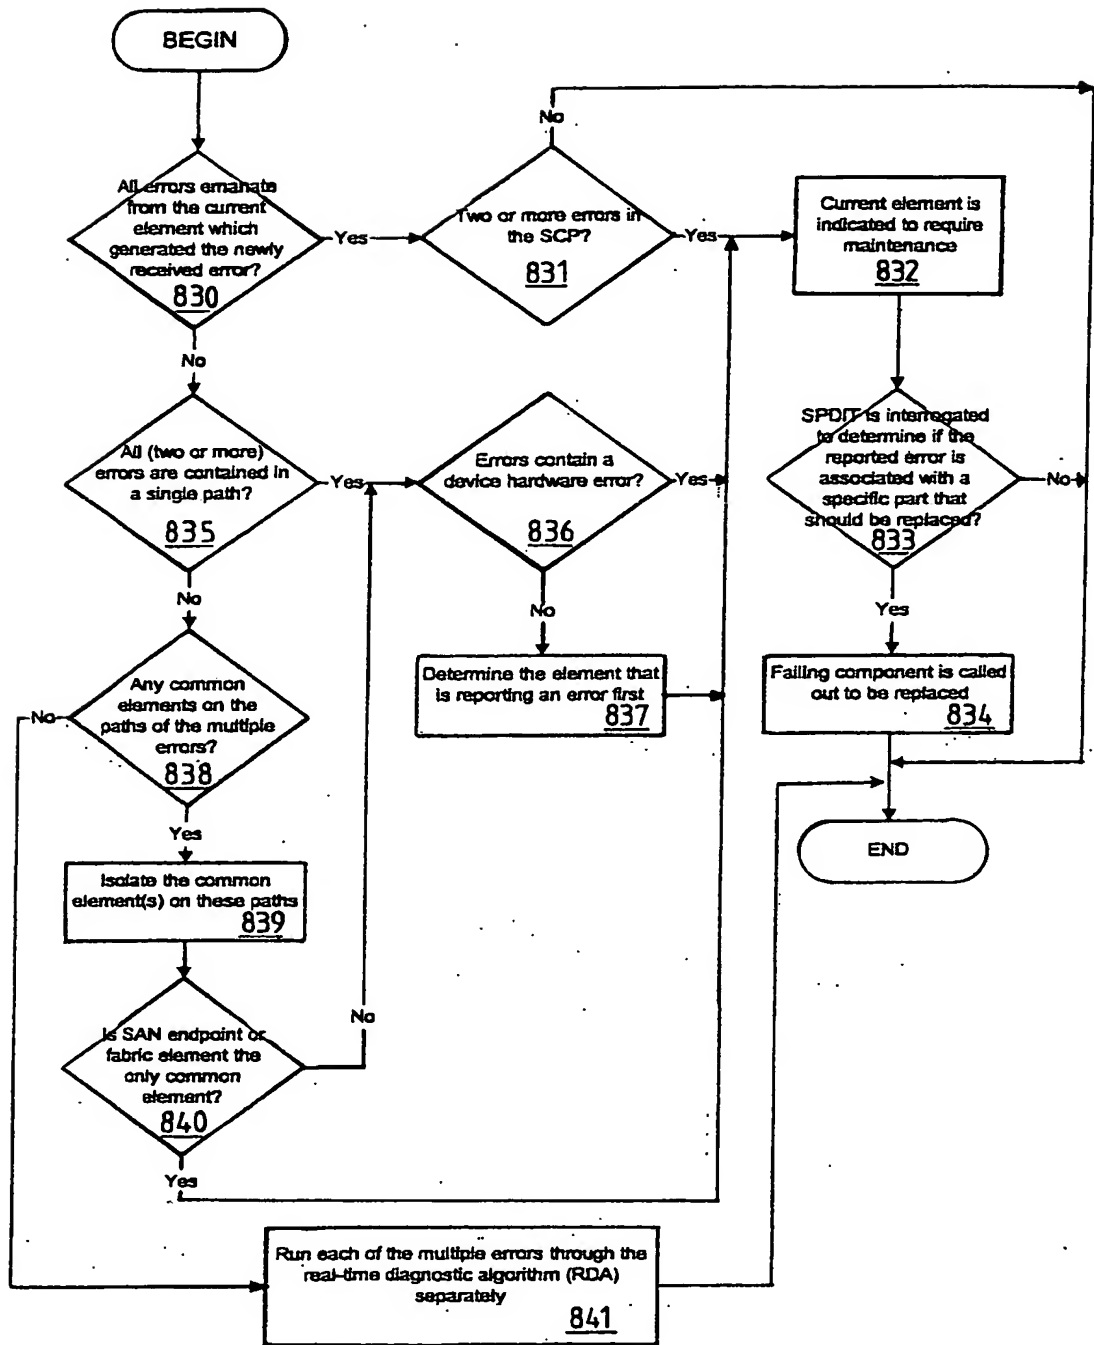 BEGIN
All errors emanate
from the current
element which
generated the newly
received error?
830
Yes
No
Two or more errors in
the SCP?
831
No
Yes
Current element is
indicated to require
maintenance
832
SPDIT is interrogated
to determine if the
reported error is
associated with a
specific part that
should be replaced?
833
No
Yes
Failing component is called
out to be replaced
834
END
All (two or more)
errors are contained in
a single path?
835
Yes
No
Errors contain a
device hardware error?
836
Yes
No
Determine the element that
is reporting an error first
837
Any common
elements on the
paths of the multiple
errors?
838
No
Yes
Isolate the common
element(s) on these paths
839
Is SAN endpoint or
fabric element the
only common
element?
840
No
Yes
Run each of the multiple errors through the
real-time diagnostic algorithm (RDA)
separately
841